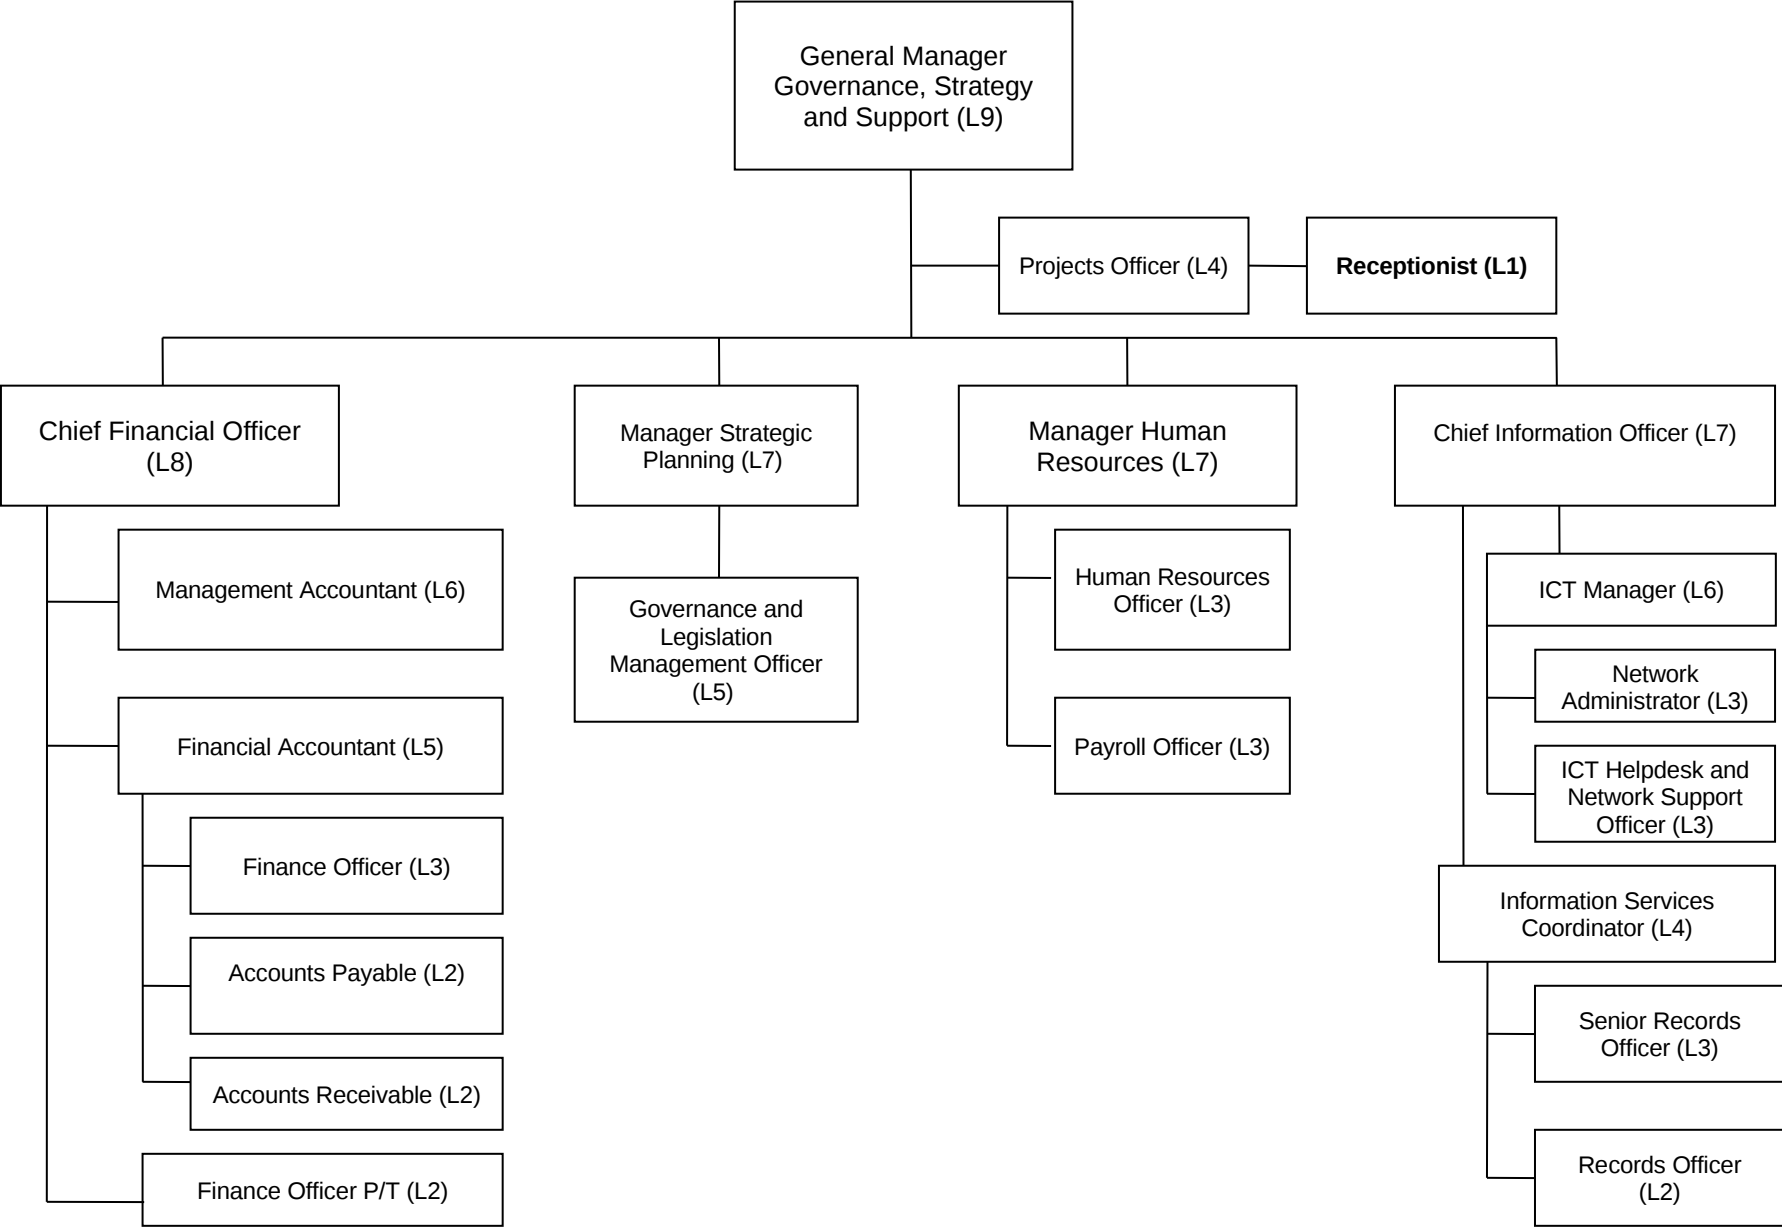 General Manager
Governance, Strategy
and Support (L9)
Projects Officer (L4)
Receptionist (L1)
Chief Financial Officer
(L8)
Manager Strategic
Planning (L7)
Manager Human
Resources (L7)
Chief Information Officer (L7)
Management Accountant (L6)
Financial Accountant (L5)
Finance Officer (L3)
Accounts Payable (L2)
Accounts Receivable (L2)
Finance Officer P/T (L2)
Governance and
Legislation
Management Officer
(L5)
Human Resources
Officer (L3)
Payroll Officer (L3)
ICT Manager (L6)
Network
Administrator (L3)
ICT Helpdesk and
Network Support
Officer (L3)
Information Services
Coordinator (L4)
Senior Records
Officer (L3)
Records Officer
(L2)